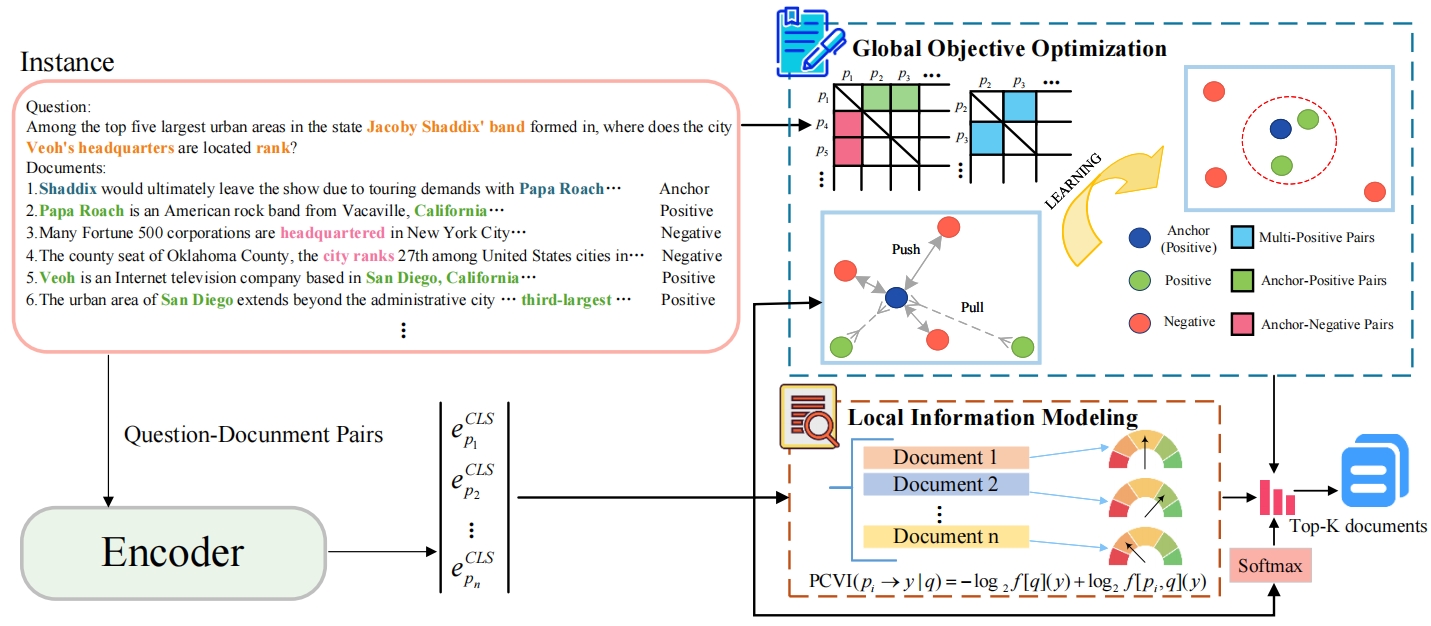 Instance
Question:
Among the top five largest urban areas in the state Jacoby Shaddix' band formed in, where does the city
Veoh's headquarters are located rank?
Documents:
1.Shaddix would ultimately leave the show due to touring demands with Papa Roach⋯ Anchor
2.Papa Roach is an American rock band from Vacaville, California⋯ Positive
3.Many Fortune 500 corporations are headquartered in New York City⋯ Negative
4.The county seat of Oklahoma County, the city ranks 27th among United States cities in⋯ Negative
5.Veoh is an Internet television company based in San Diego, California⋯ Positive
6.The urban area of San Diego extends beyond the administrative city ⋯ third-largest ⋯ Positive
⋮
Question-Docunment Pairs
Encoder
e_{p_1}^{CLS}
e_{p_2}^{CLS}
⋮
e_{p_n}^{CLS}
Global Objective Optimization
p_1 p_2 p_3 ⋯
p_1
p_4
p_5
⋮
p_2 p_3 ⋯
p_2
p_3
⋮
LEARNING
Push
Pull
Anchor
(Positive)
Positive
Negative
Multi-Positive Pairs
Anchor-Positive Pairs
Anchor-Negative Pairs
Local Information Modeling
Document 1
Document 2
⋮
Document n
PCVI(p_i → y | q) = −log_2 f[q](y) + log_2 f[p_i, q](y)
Top-K documents
Softmax